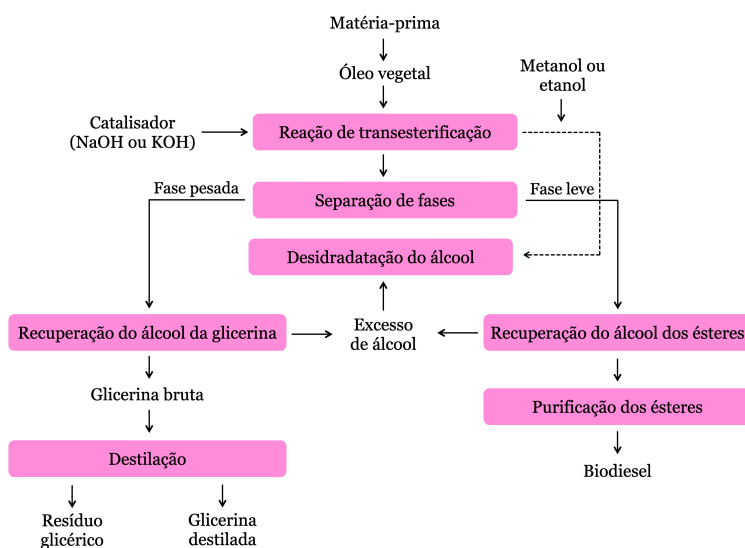 Matéria-prima
Óleo vegetal
Metanol ou
etanol
Catalisador
(NaOH ou KOH)
Reação de transesterificação
Fase pesada
Separação de fases
Fase leve
Desidradatação do álcool
Recuperação do álcool da glicerina
Excesso
de álcool
Recuperação do álcool dos ésteres
Glicerina bruta
Purificação dos ésteres
Destilação
Biodiesel
Resíduo
glicérico
Glicerina
destilada